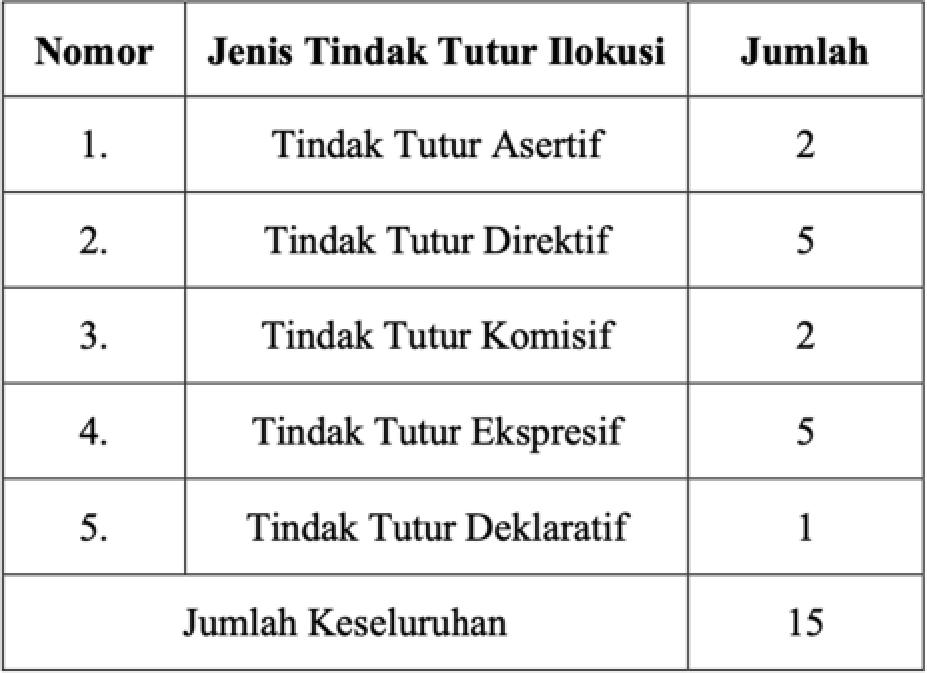 Nomor Jenis Tindak Tutur Ilokusi Jumlah
1. Tindak Tutur Asertif 2
2. Tindak Tutur Direktif 5
3. Tindak Tutur Komisif 2
4. Tindak Tutur Ekspresif 5
5. Tindak Tutur Deklaratif 1
Jumlah Keseluruhan 15